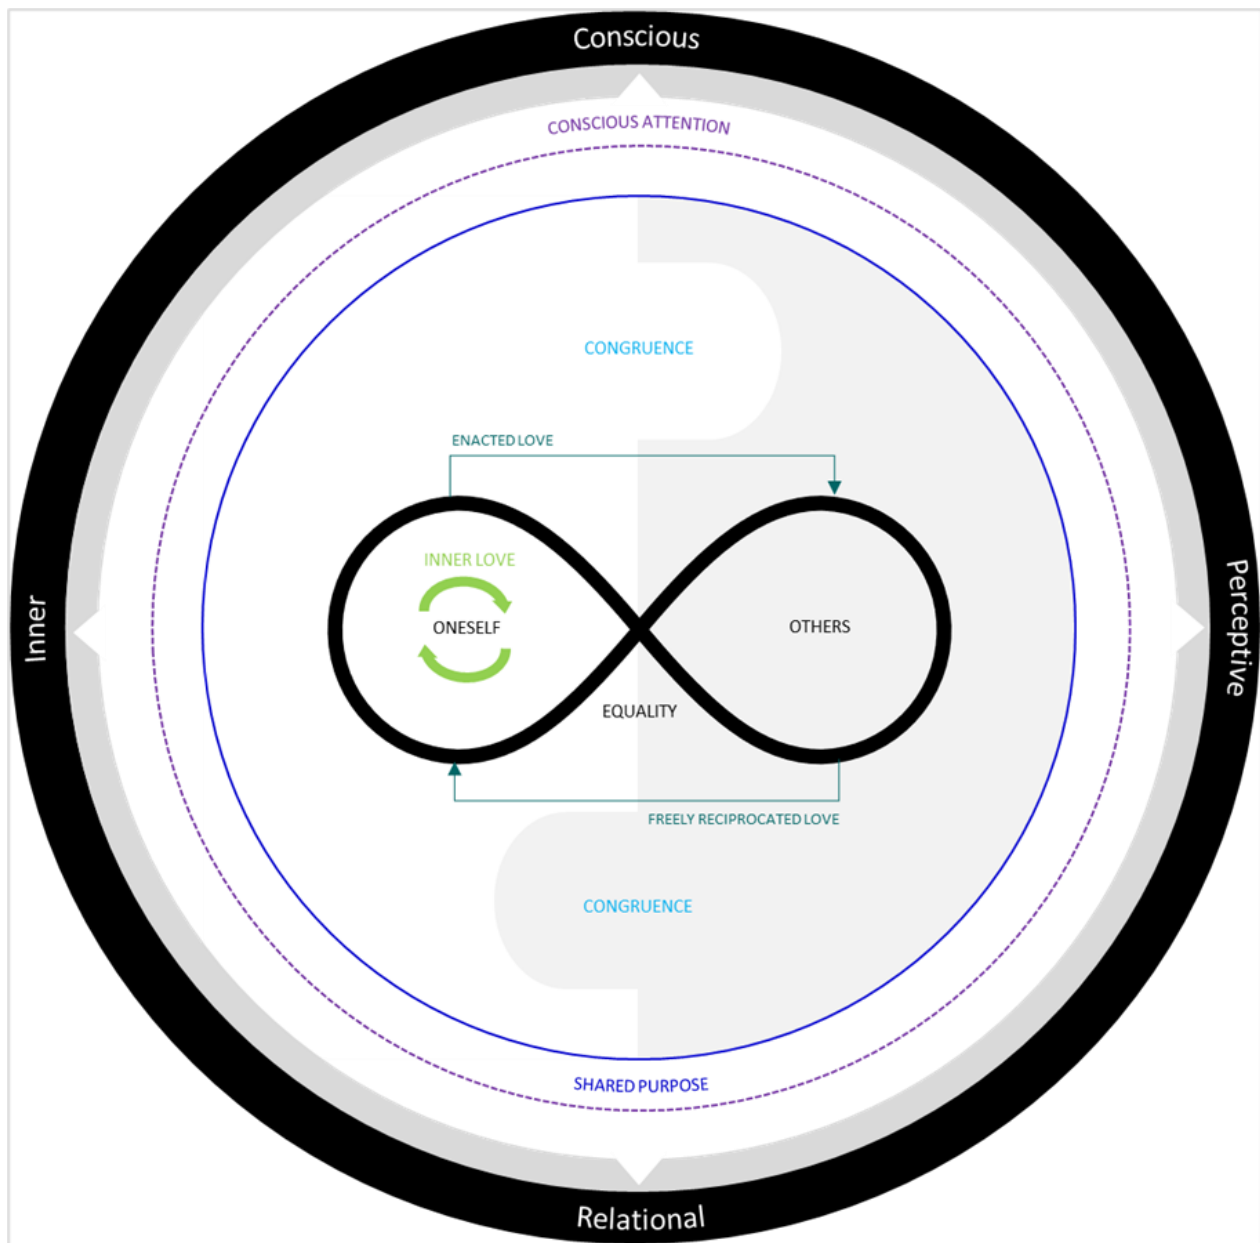 Conscious
CONSCIOUS ATTENTION
CONGRUENCE
ENACTED LOVE
INNER LOVE
ONESELF
OTHERS
Inner
Perceptive
EQUALITY
FREELY RECIPROCATED LOVE
CONGRUENCE
SHARED PURPOSE
Relational